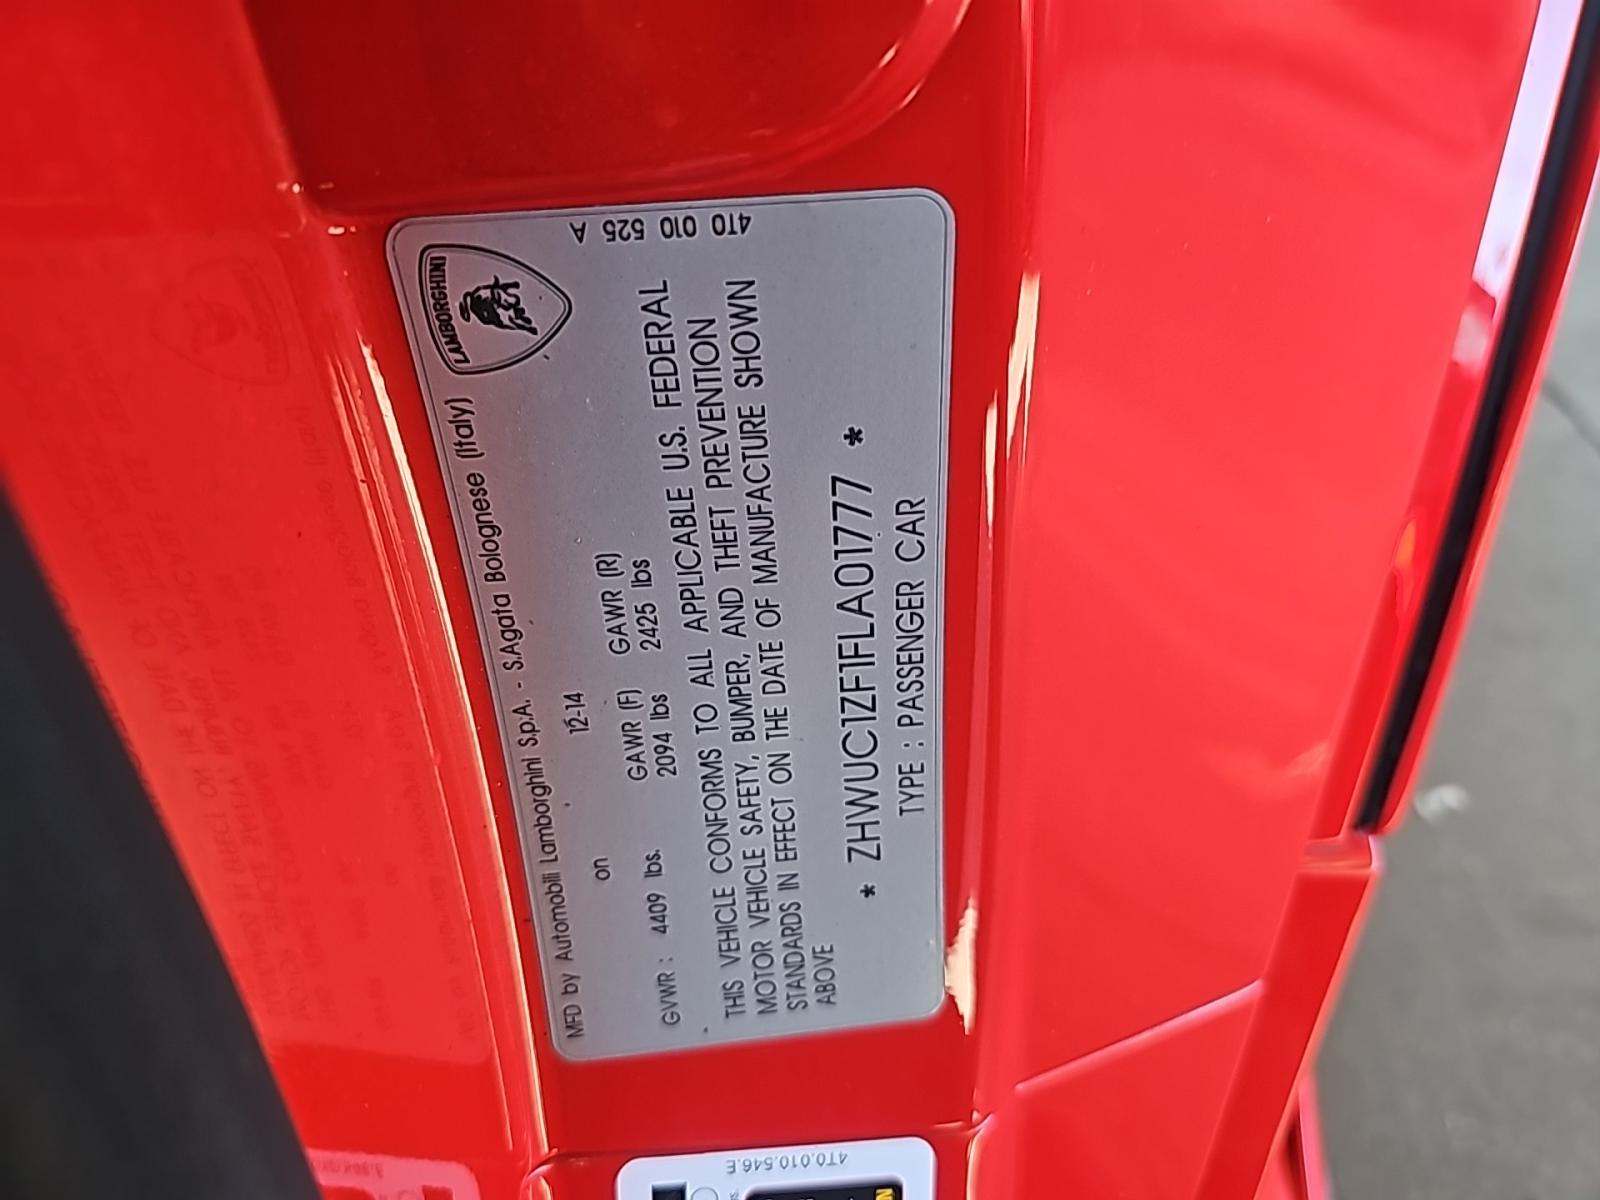 LAMBORGHINI
MFD by Automobili Lamborghini S.p.A. - S.Agata Bolognese (Italy)
on 12-14
GAWR (F) GAWR (R)
GVWR : 4409 lbs. 2094 lbs 2425 lbs
THIS VEHICLE CONFORMS TO ALL APPLICABLE U.S. FEDERAL
MOTOR VEHICLE SAFETY, BUMPER, AND THEFT PREVENTION
STANDARDS IN EFFECT ON THE DATE OF MANUFACTURE SHOWN
ABOVE
* ZHWUC1ZF1FLA01777 *
TYPE : PASSENGER CAR
4T0 010 525 A
4T0.010.546.E